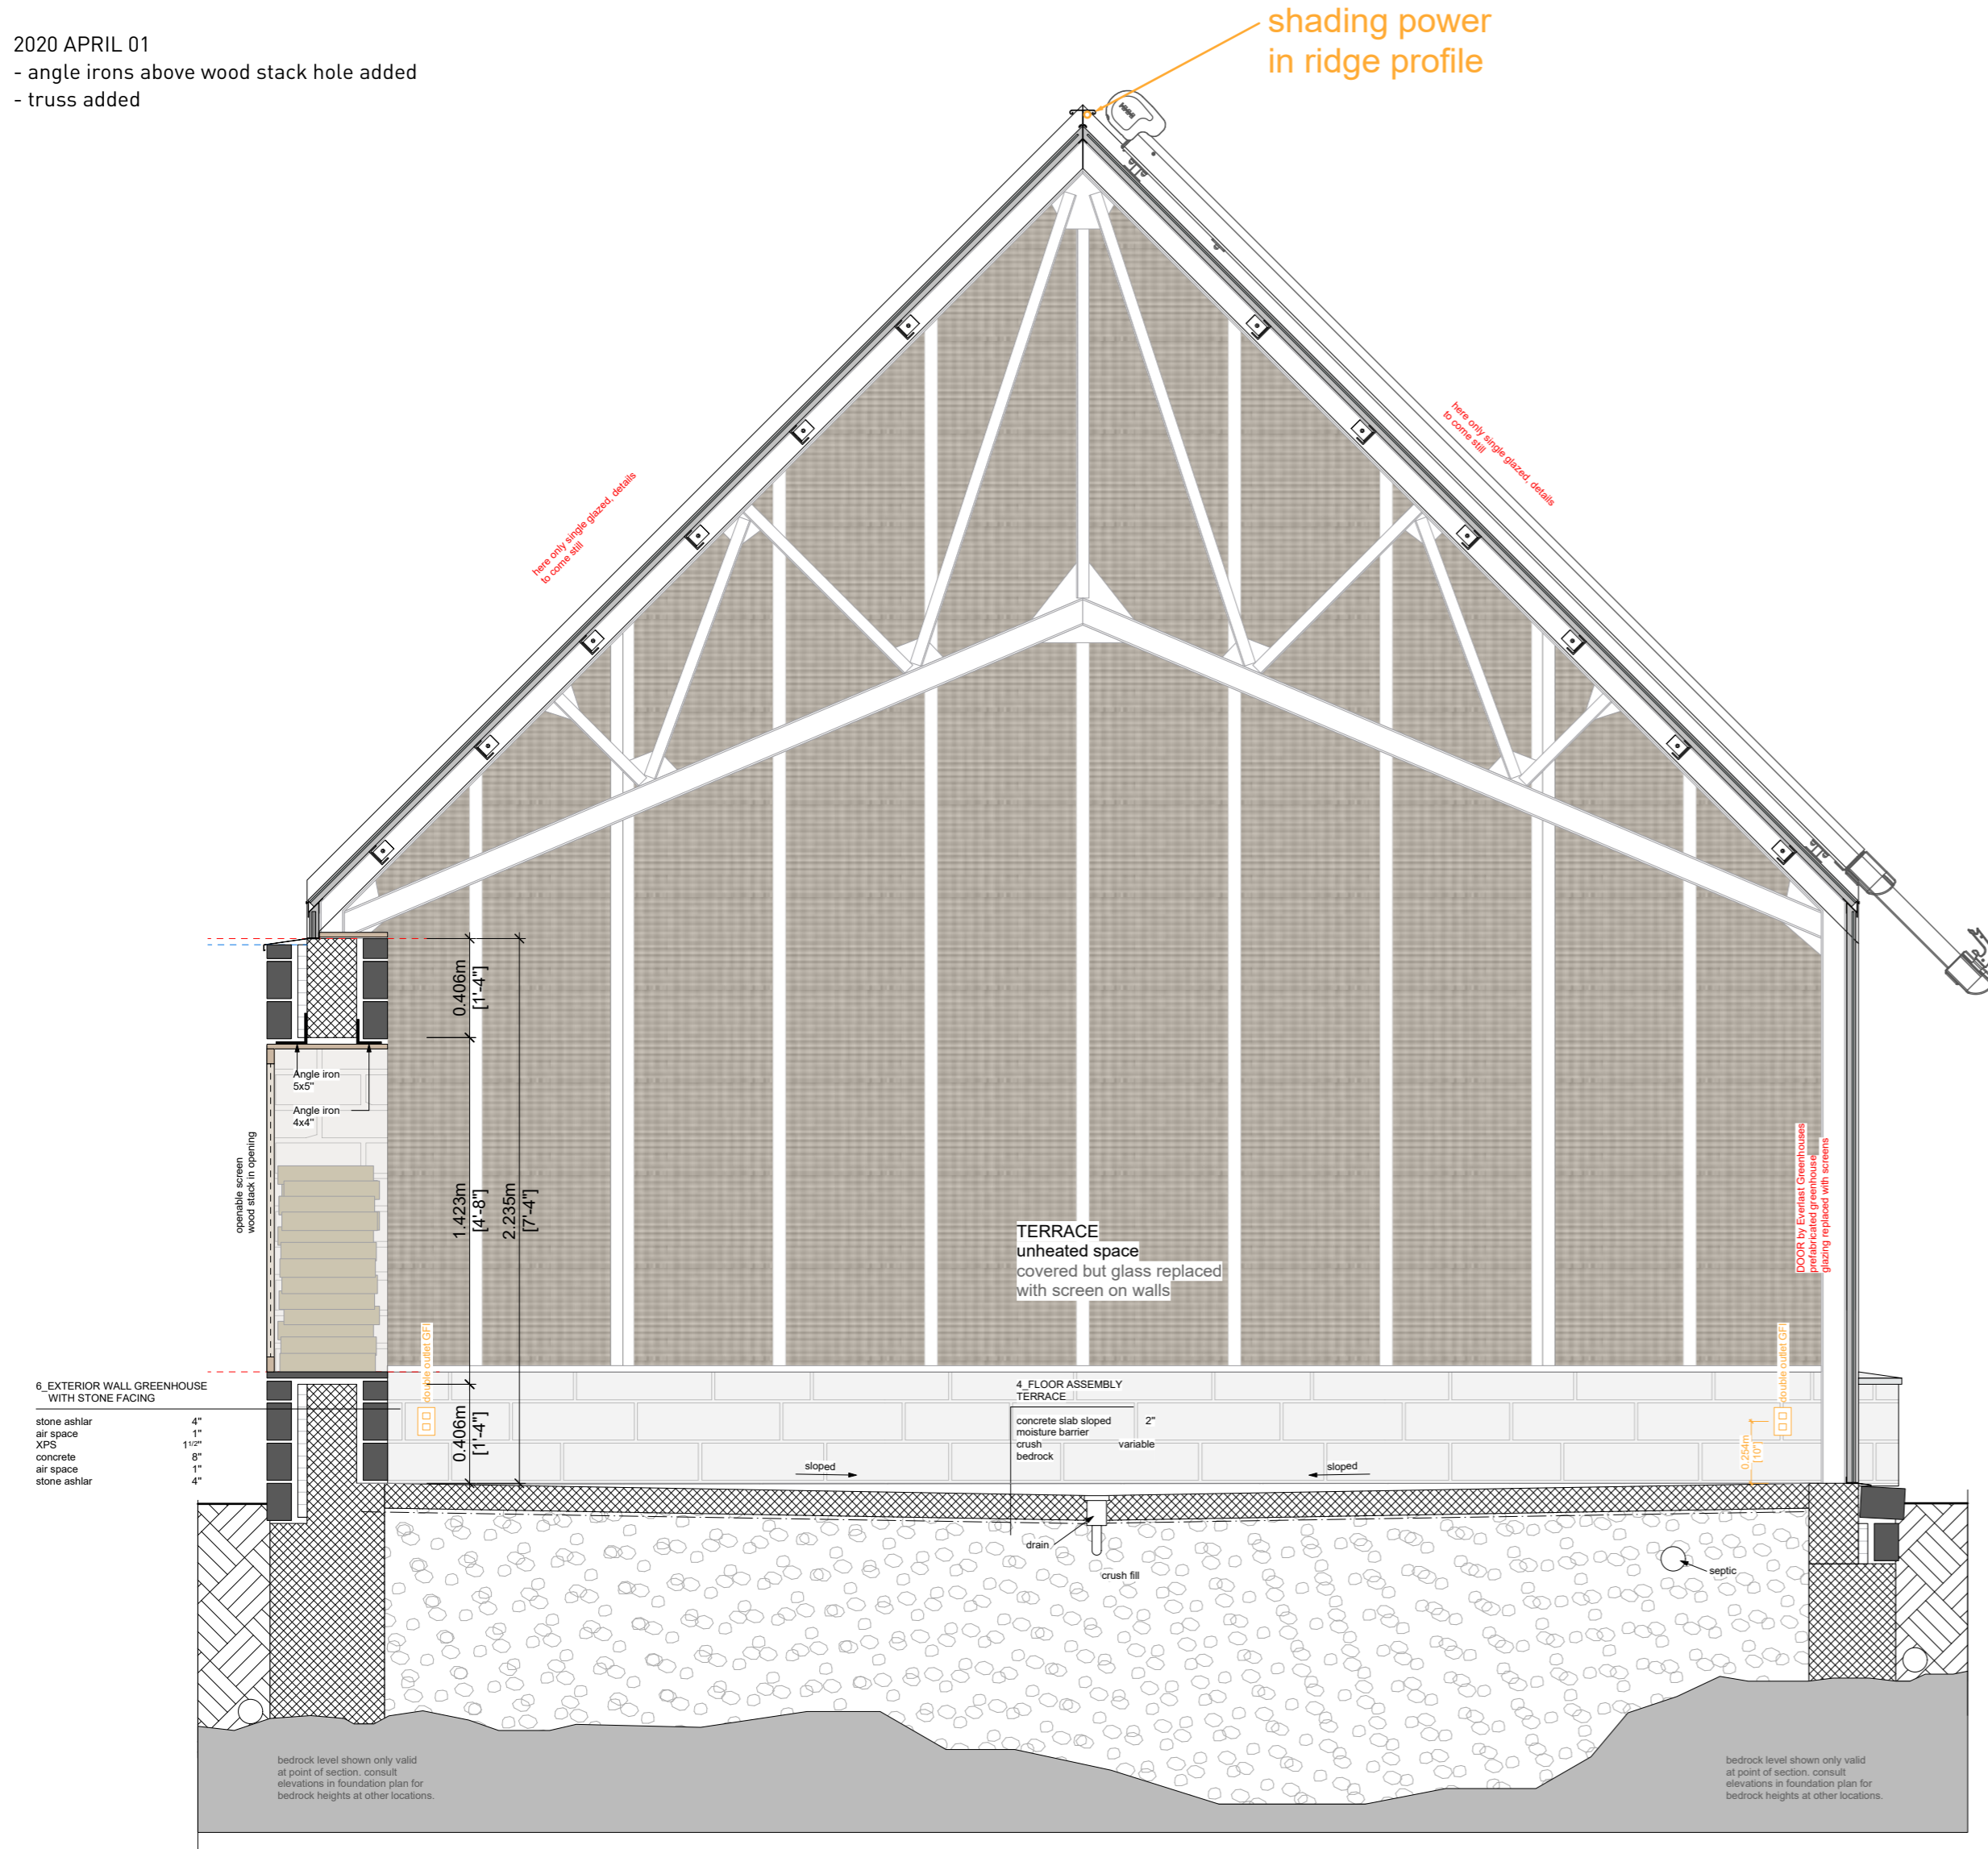 2020 APRIL 01
- angle irons above wood stack hole added
- truss added
shading power
in ridge profile
here only single glazed, details
to come still
here only single glazed, details
to come still
0.406m
[1'-4"]
Angle iron
5x5"
Angle iron
4x4"
openable screen
wood stack in opening
1.423m
[4'-8"]
2.235m
[7'-4"]
TERRACE
unheated space
covered but glass replaced
with screen on walls
DOOR by Everlast Greenhouses
prefabricated greenhouse
glazing replaced with screens
double outlet GFI
double outlet GFI
6_EXTERIOR WALL GREENHOUSE
WITH STONE FACING
stone ashlar 4"
air space 1"
XPS 1 1/2"
concrete 8"
air space 1"
stone ashlar 4"
0.406m
[1'-4"]
4_FLOOR ASSEMBLY
TERRACE
concrete slab sloped 2"
moisture barrier
crush variable
bedrock
0.254m
[10"]
sloped
sloped
drain
crush fill
septic
bedrock level shown only valid
at point of section. consult
elevations in foundation plan for
bedrock heights at other locations.
bedrock level shown only valid
at point of section. consult
elevations in foundation plan for
bedrock heights at other locations.